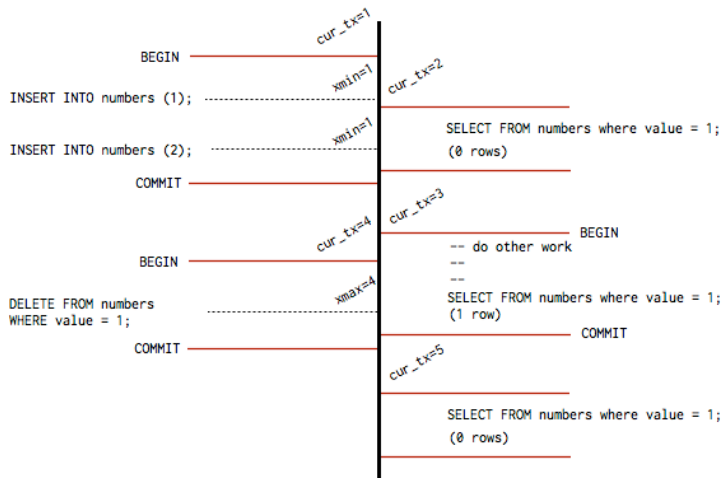 cur_tx=1
BEGIN
xmin=1
cur_tx=2
INSERT INTO numbers (1);
SELECT FROM numbers where value = 1;
xmin=1
INSERT INTO numbers (2);
(0 rows)
COMMIT
cur_tx=3
cur_tx=4
BEGIN
-- do other work
BEGIN
--
--
xmax=4
DELETE FROM numbers
WHERE value = 1;
SELECT FROM numbers where value = 1;
(1 row)
COMMIT
COMMIT
cur_tx=5
SELECT FROM numbers where value = 1;
(0 rows)